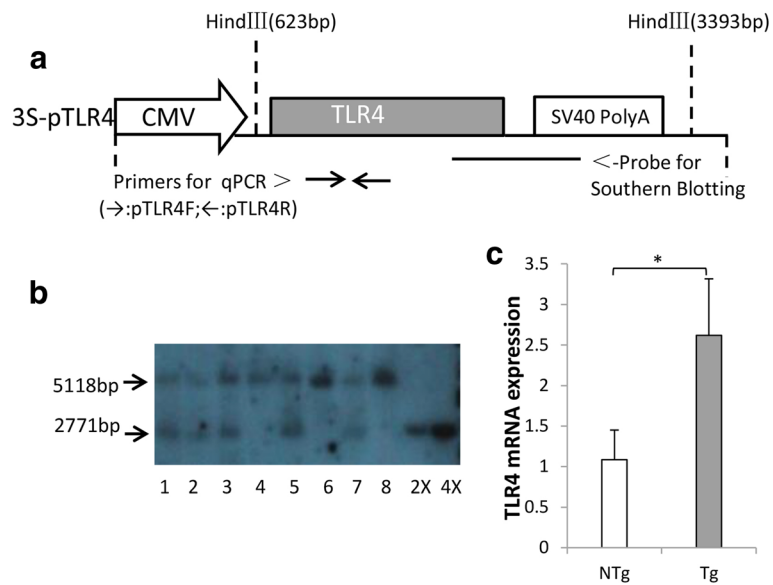 HindⅢ(623bp)
HindⅢ(3393bp)
a
3S-pTLR4
CMV
TLR4
SV40 PolyA
Primers for qPCR >
(→:pTLR4F;←:pTLR4R)
<-Probe for
Southern Blotting
b
5118bp
2771bp
1 2 3 4 5 6 7 8 2X 4X
c
TLR4 mRNA expression
3.5
3
2.5
2
1.5
1
0.5
0
*
NTg Tg